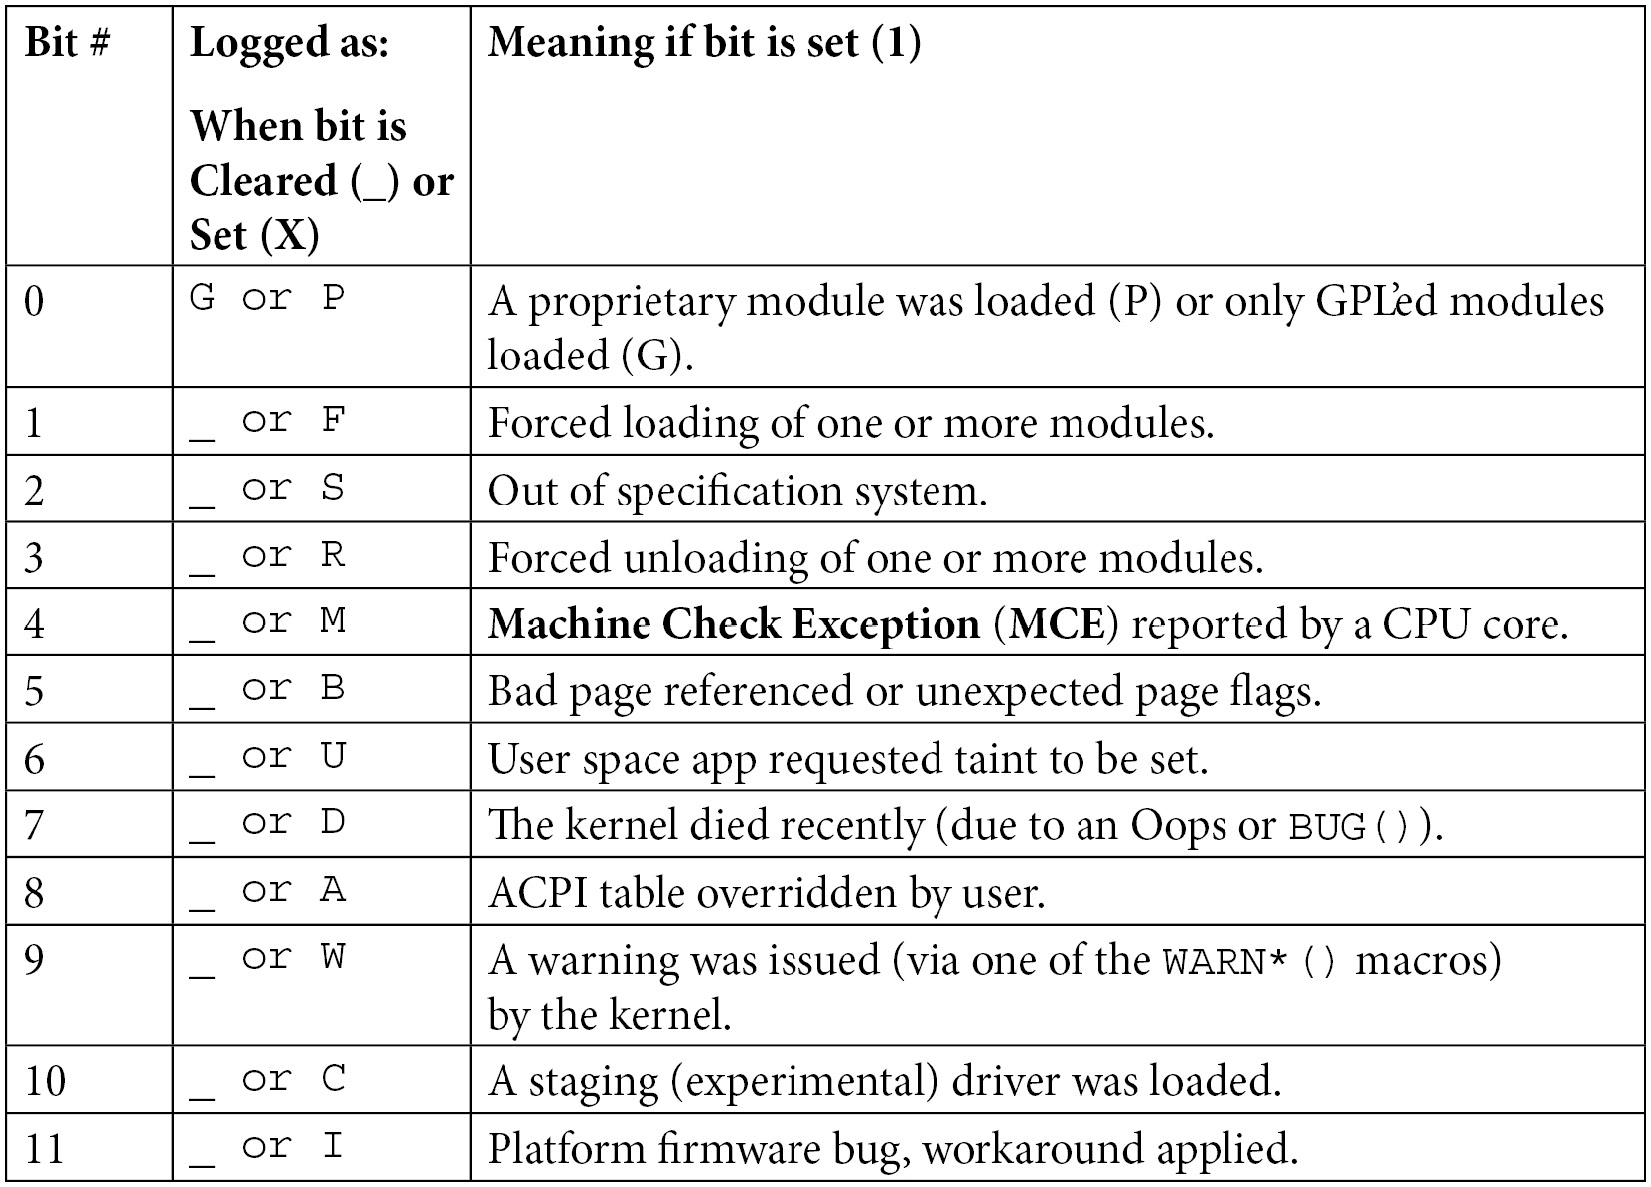 Bit # Logged as: Meaning if bit is set (1)
When bit is
Cleared (_) or
Set (X)
0 G or P A proprietary module was loaded (P) or only GPL’ed modules
loaded (G).
1 _ or F Forced loading of one or more modules.
2 _ or S Out of specification system.
3 _ or R Forced unloading of one or more modules.
4 _ or M Machine Check Exception (MCE) reported by a CPU core.
5 _ or B Bad page referenced or unexpected page flags.
6 _ or U User space app requested taint to be set.
7 _ or D The kernel died recently (due to an Oops or BUG()).
8 _ or A ACPI table overridden by user.
9 _ or W A warning was issued (via one of the WARN*() macros)
by the kernel.
10 _ or C A staging (experimental) driver was loaded.
11 _ or I Platform firmware bug, workaround applied.